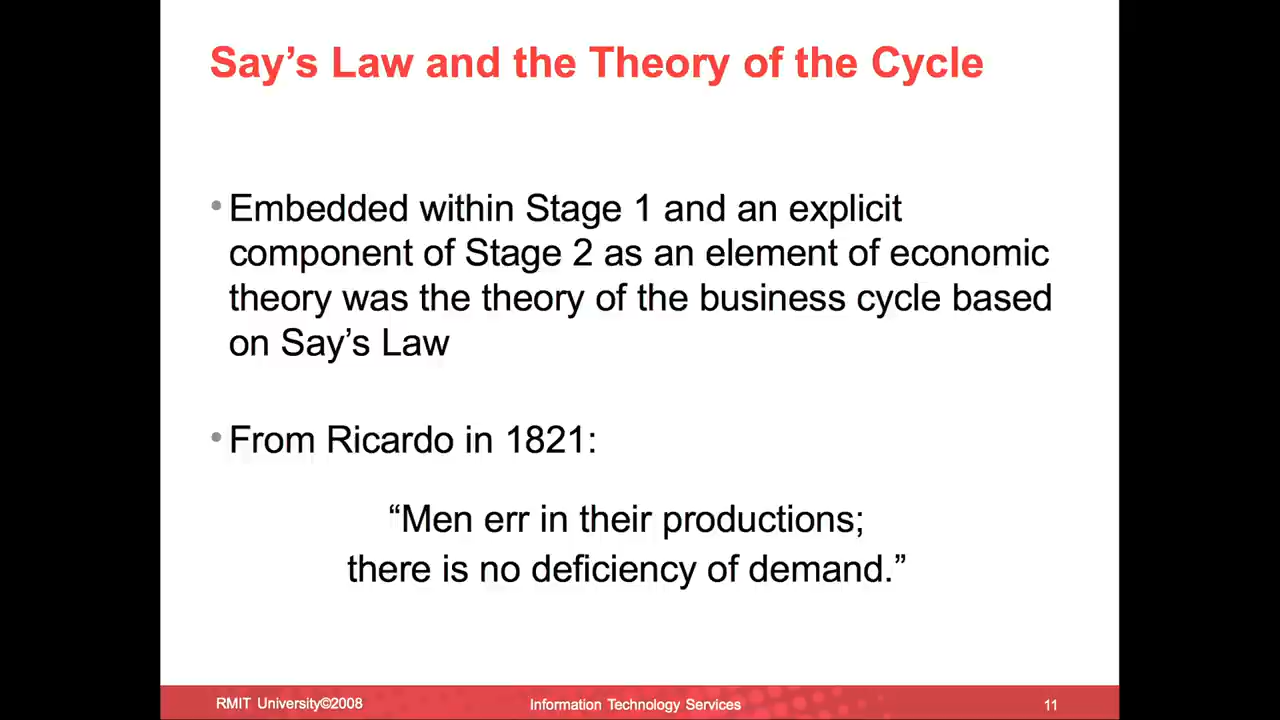 Say’s Law and the Theory of the Cycle
• Embedded within Stage 1 and an explicit
component of Stage 2 as an element of economic
theory was the theory of the business cycle based
on Say’s Law
• From Ricardo in 1821:
“Men err in their productions;
there is no deficiency of demand.”
RMIT University©2008
Information Technology Services
11